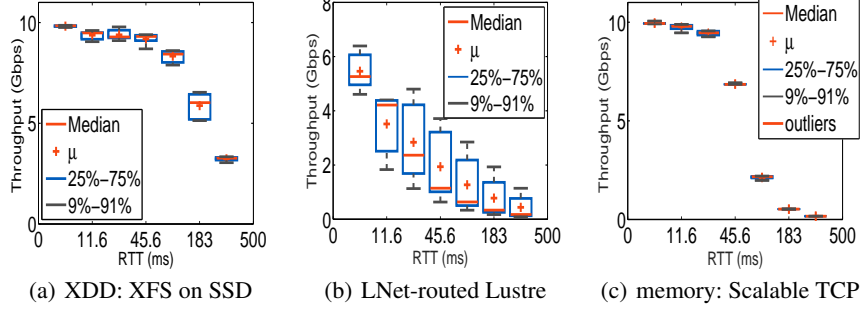 Throughput (Gbps)
10
5
0
0
11.6
45.6
183
500
RTT (ms)
Median
μ
25%−75%
9%−91%
(a) XDD: XFS on SSD
Throughput (Gbps)
6
4
2
0
0
11.6
45.6
183
500
RTT (ms)
Median
μ
25%−75%
9%−91%
(b) LNet-routed Lustre
Throughput (Gbps)
10
5
0
0
11.6
45.6
183
500
RTT (ms)
Median
μ
25%−75%
9%−91%
outliers
(c) memory: Scalable TCP